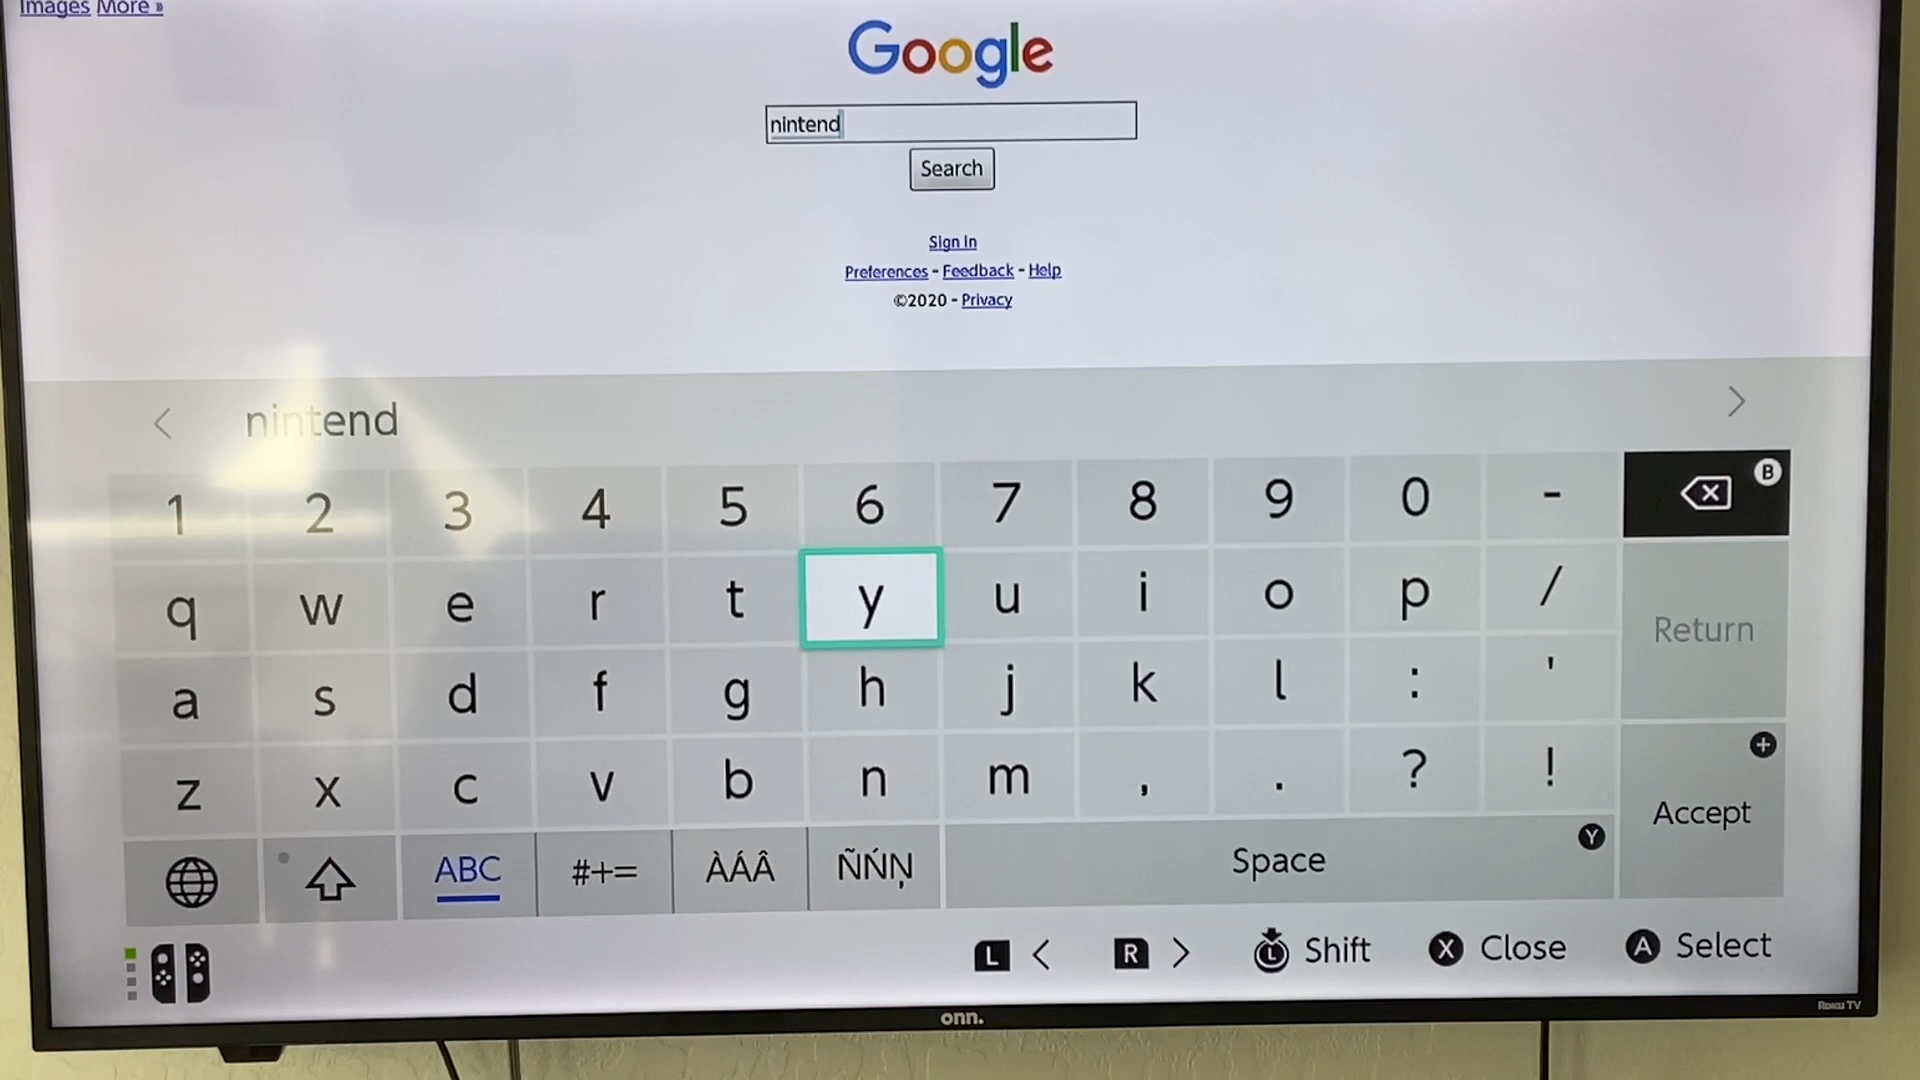 Images More »
Google
nintend
Search
Sign in
Preferences - Feedback - Help
©2020 - Privacy
< nintend >
1 2 3 4 5 6 7 8 9 0 - B
q w e r t y u i o p /
Return
a s d f g h j k l : '
z x c v b n m , . ? ! +
Accept
ABC #+= ÀÁÂ ÑŃŅ Space Y
L < R > L Shift X Close A Select
onn.
Roku TV